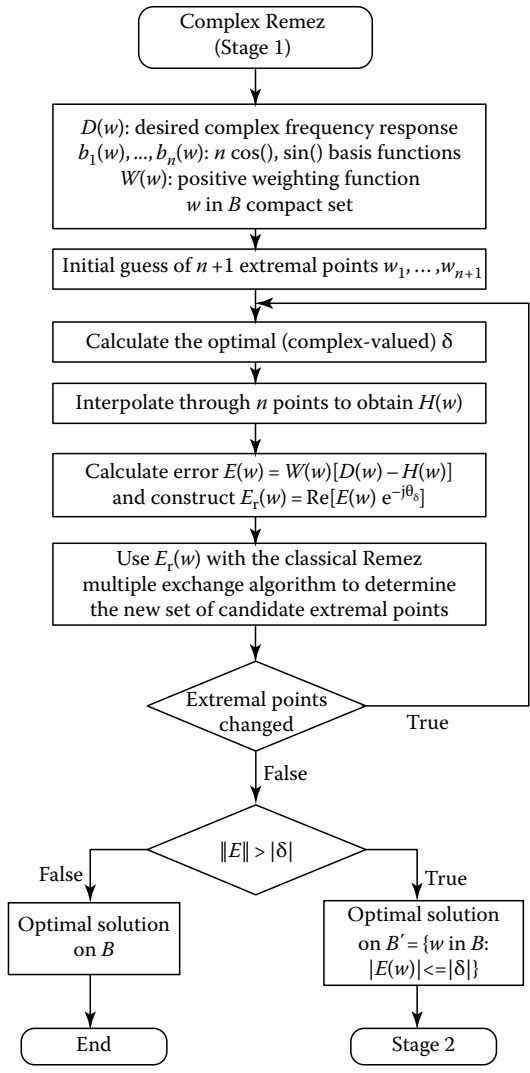 Complex Remez
(Stage 1)
D(w): desired complex frequency response
b₁(w), ..., bₙ(w): n cos(), sin() basis functions
W(w): positive weighting function
w in B compact set
Initial guess of n+1 extremal points w₁, ... ,wₙ₊₁
Calculate the optimal (complex-valued) δ
Interpolate through n points to obtain H(w)
Calculate error E(w) = W(w)[D(w) – H(w)]
and construct Eᵣ(w) = Re[E(w) e^{–jθ_δ}]
Use Eᵣ(w) with the classical Remez
multiple exchange algorithm to determine
the new set of candidate extremal points
Extremal points
changed
True
False
‖E‖ > |δ|
False
True
Optimal solution
on B
Optimal solution
on B′ = {w in B:
|E(w)| <= |δ|}
End
Stage 2